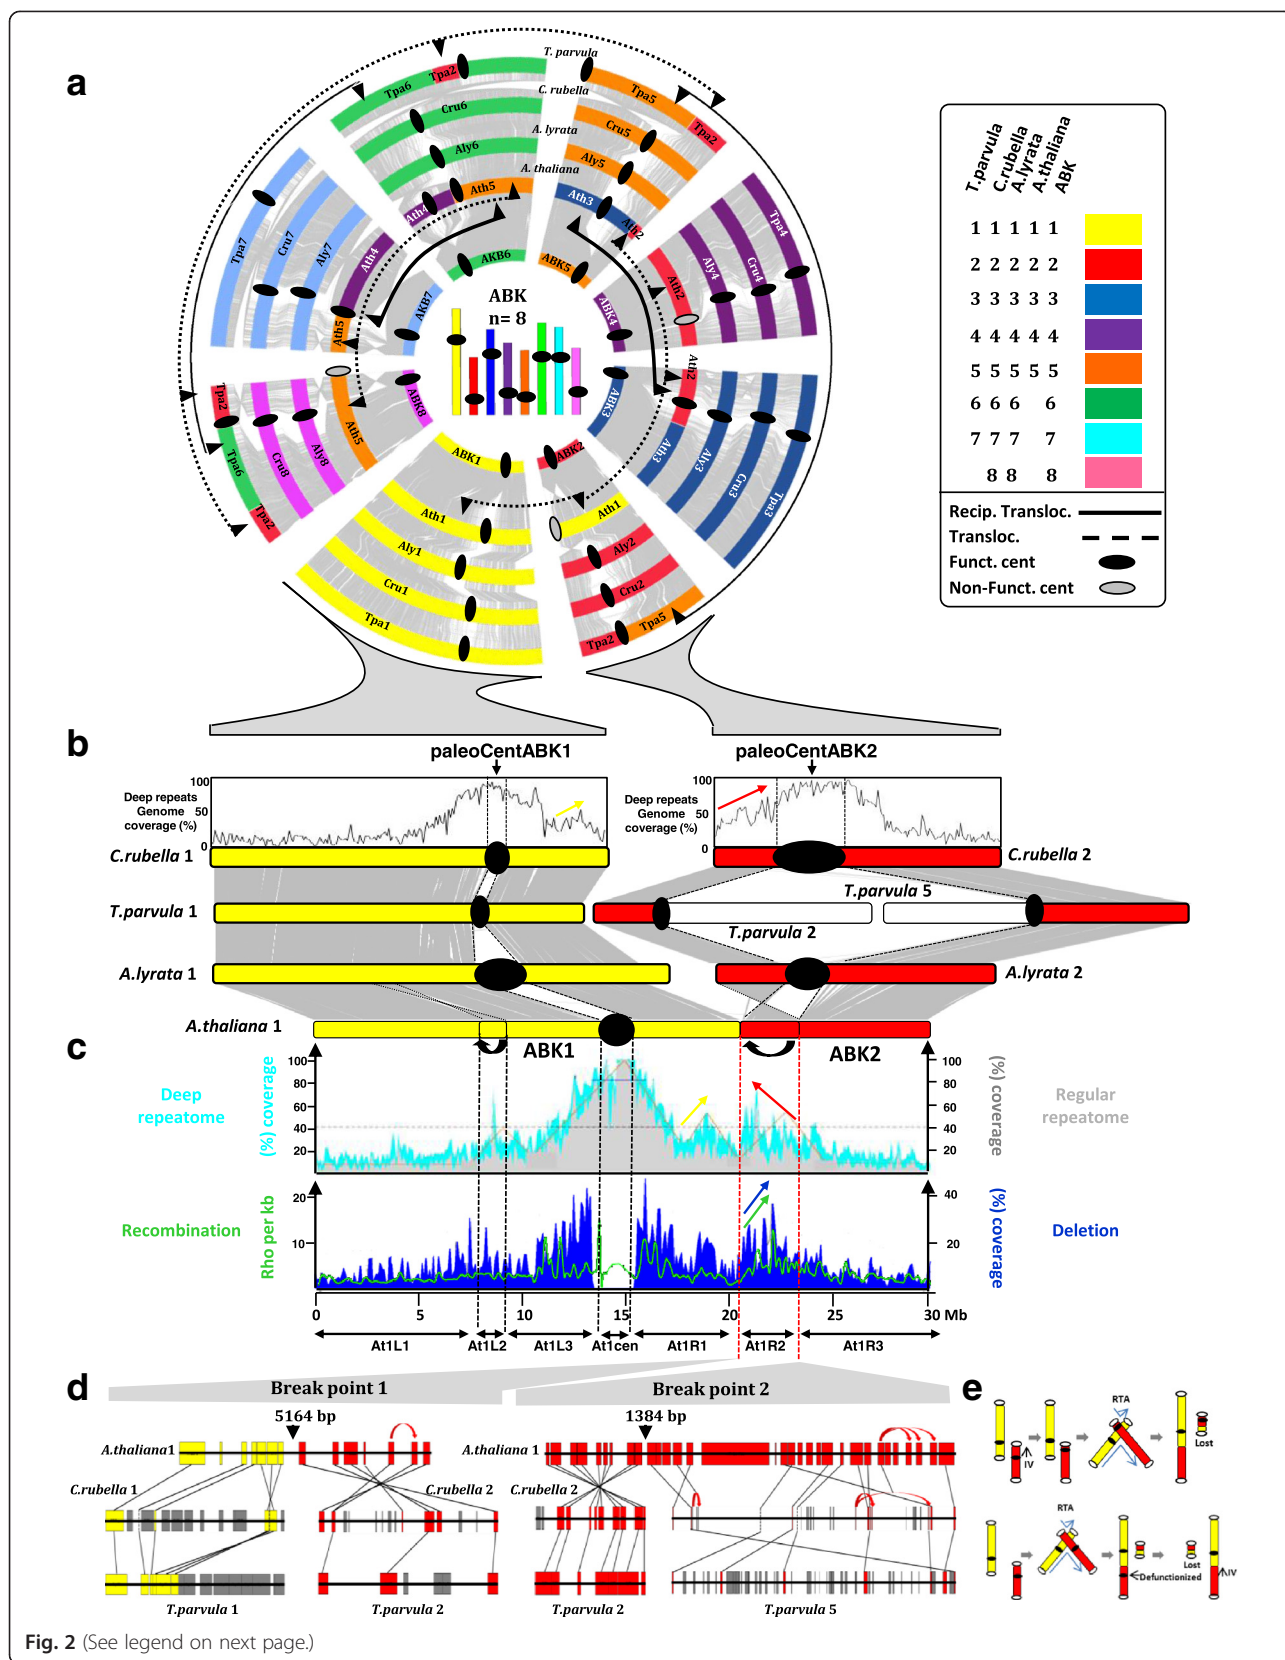 a
T. parvula
C. rubella
A. lyrata
A. thaliana
Tpa6
Tpa2
Cru6
Aly6
Ath4
Ath5
AKB6
Tpa5
Tpa2
Cru5
Aly5
Ath3
Ath2
ABK5
Tpa4
Cru4
Aly4
Ath2
ABK4
Tpa7
Cru7
Aly7
Ath4
Ath5
AKB7
ABK
n= 8
Ath2
Ath3
Aly3
Cru3
Tpa3
ABK3
Tpa2
Tpa6
Tpa2
Cru8
Aly8
Ath5
ABK8
ABK1
Ath1
Aly1
Cru1
Tpa1
ABK2
Ath1
Aly2
Cru2
Tpa2
Tpa5
T.parvula
C.rubella
A.lyrata
A.thaliana
ABK
1 1 1 1 1
2 2 2 2 2
3 3 3 3 3
4 4 4 4 4
5 5 5 5 5
6 6 6 6
7 7 7 7
8 8 8
Recip. Transloc.
Transloc.
Funct. cent
Non-Funct. cent
b
paleoCentABK1
paleoCentABK2
Deep repeats
Genome
coverage (%)
100
50
0
Deep repeats
Genome
coverage (%)
100
50
0
C.rubella 1
C.rubella 2
T.parvula 1
T.parvula 5
T.parvula 2
A.lyrata 1
A.lyrata 2
A.thaliana 1
c
ABK1
ABK2
Deep
repeatome
(%) coverage
100
80
60
40
20
100
80
60
40
20
(%) coverage
Regular
repeatome
Recombination
Rho per kb
20
10
40
20
(%) coverage
Deletion
0 5 10 15 20 25 30 Mb
At1L1 At1L2 At1L3 At1cen At1R1 At1R2 At1R3
d
Break point 1
Break point 2
5164 bp
1384 bp
A.thaliana1
A.thaliana 1
C.rubella 1
C.rubella 2
C.rubella 2
T.parvula 1
T.parvula 2
T.parvula 2
T.parvula 5
e
RTA
IV
Lost
RTA
Defunctionized
Lost
IV
Fig. 2 (See legend on next page.)